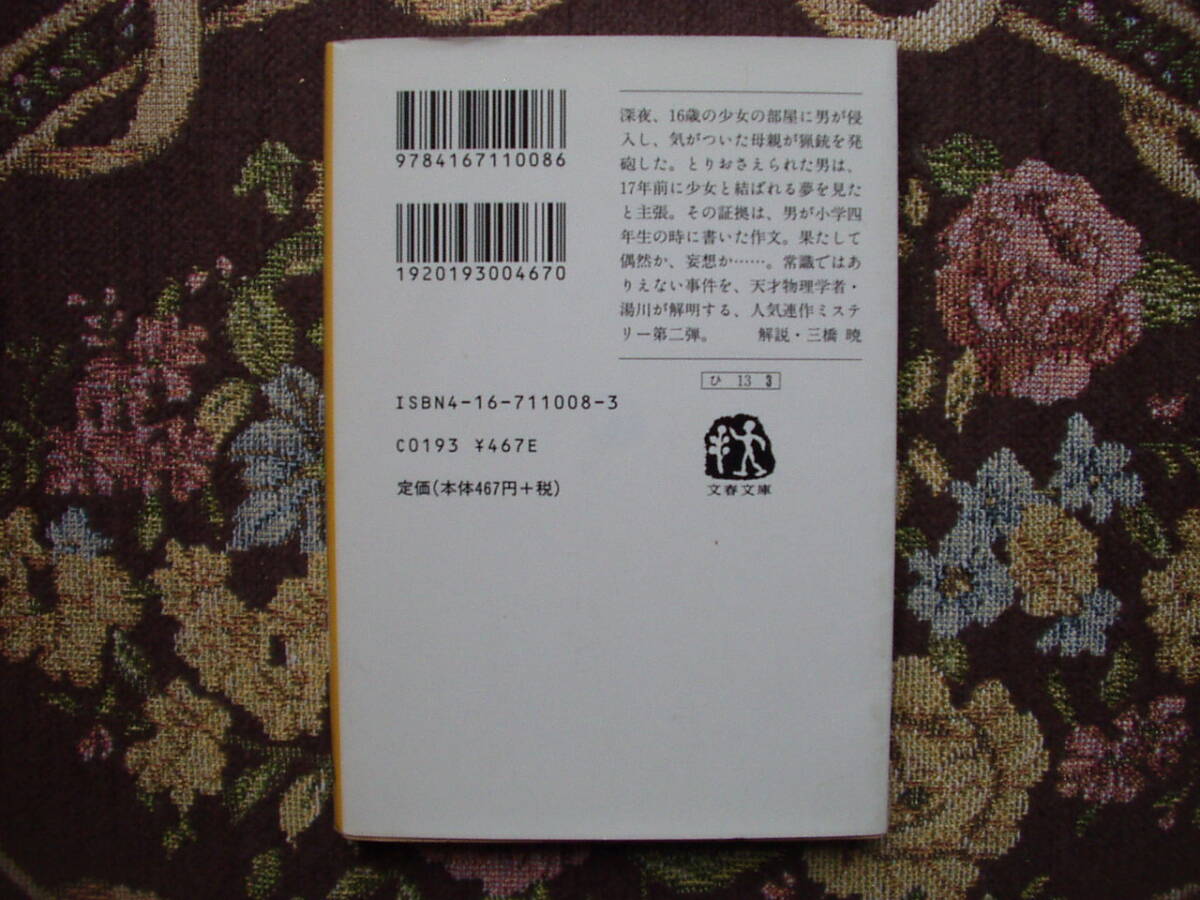 9784167110086
1920193004670
ISBN4-16-711008-3
C0193 ¥467E
定価(本体467円+税)
深夜、16歳の少女の部屋に男が侵
入し、気がついた母親が猟銃を発
砲した。とりおさえられた男は、
17年前に少女と結ばれる夢を見た
と主張。その証拠は、男が小学四
年生の時に書いた作文。果たして
偶然か、妄想か……。常識ではあ
りえない事件を、天才物理学者・
湯川が解明する、人気連作ミステ
リー第二弾。 解説・三橋 暁
ひ 13 3
文春文庫